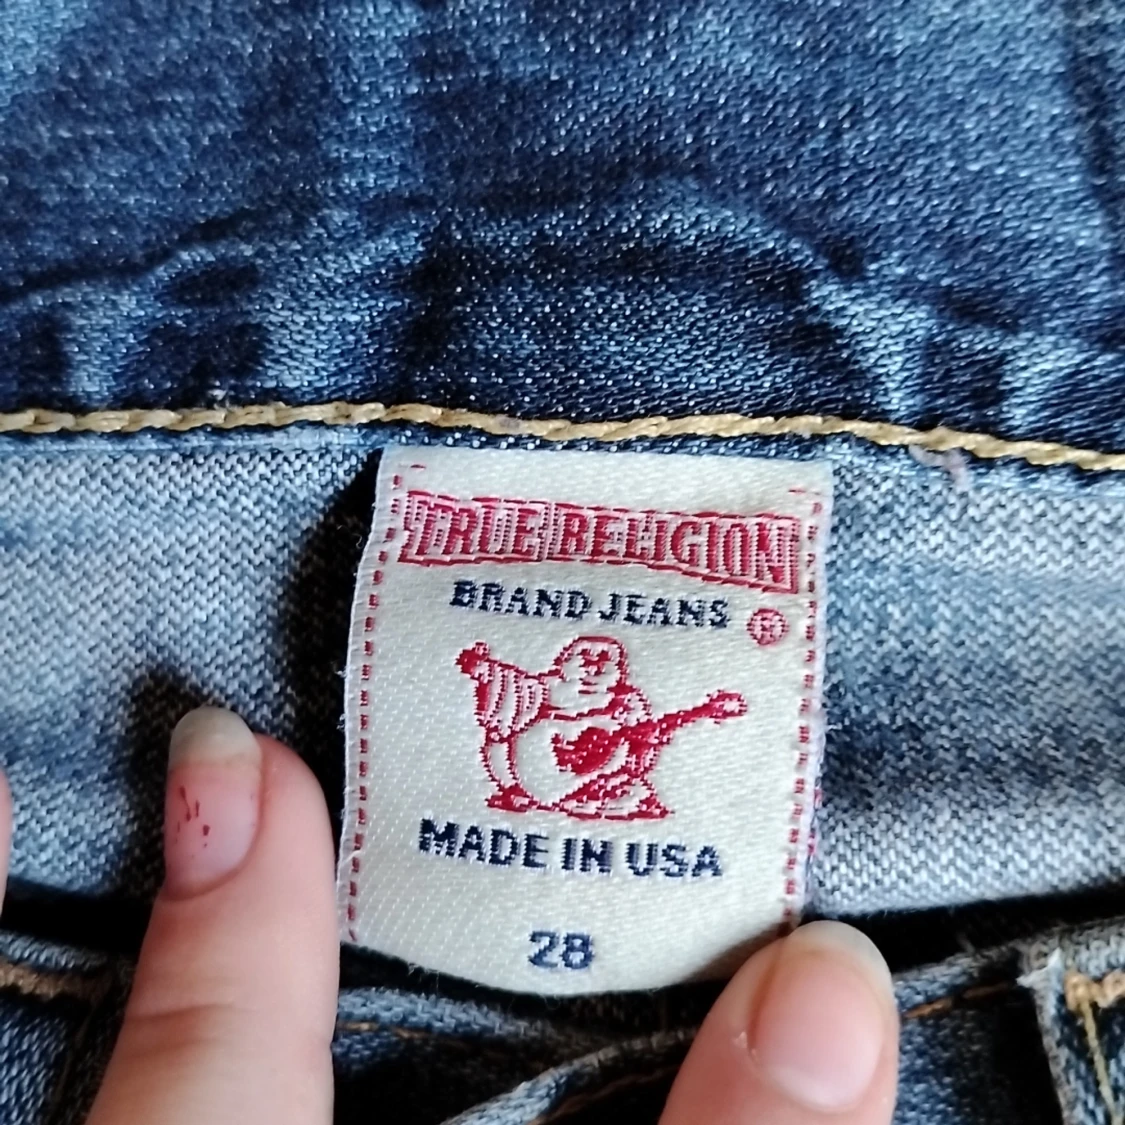 TRUE RELIGION
BRAND JEANS
®
MADE IN USA
28